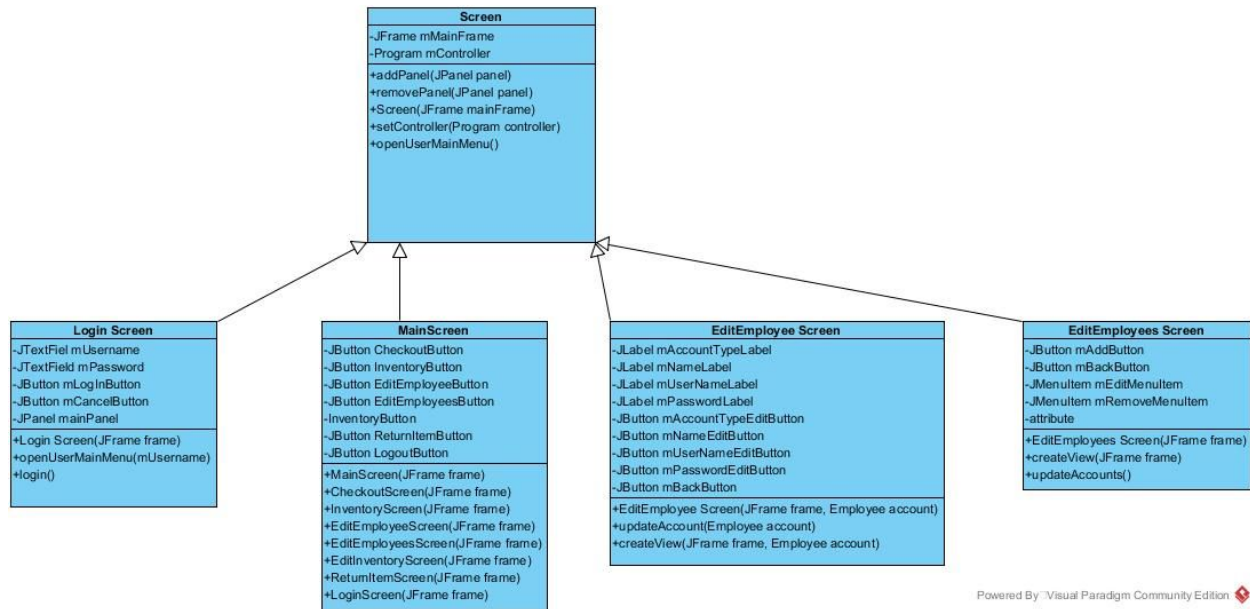 Screen
-JFrame mMainFrame
-Program mController
+addPanel(JPanel panel)
+removePanel(JPanel panel)
+Screen(JFrame mainFrame)
+setController(Program controller)
+openUserMainMenu()
Login Screen
-JTextFiel mUsername
-JTextField mPassword
-JButton mLogInButton
-JButton mCancelButton
-JPanel mainPanel
+Login Screen(JFrame frame)
+openUserMainMenu(mUsername)
+login()
MainScreen
-JButton CheckoutButton
-JButton InventoryButton
-JButton EditEmployeeButton
-JButton EditEmployeesButton
-InventoryButton
-JButton ReturnItemButton
-JButton LogoutButton
+MainScreen(JFrame frame)
+CheckoutScreen(JFrame frame)
+InventoryScreen(JFrame frame)
+EditEmployeeScreen(JFrame frame)
+EditEmployeesScreen(JFrame frame)
+EditInventoryScreen(JFrame frame)
+ReturnItemScreen(JFrame frame)
+LoginScreen(JFrame frame)
EditEmployee Screen
-JLabel mAccountTypeLabel
-JLabel mNameLabel
-JLabel mUserNameLabel
-JLabel mPasswordLabel
-JButton mAccountTypeEditButton
-JButton mNameEditButton
-JButton mUserNameEditButton
-JButton mPasswordEditButton
-JButton mBackButton
+EditEmployee Screen(JFrame frame, Employee account)
+updateAccount(Employee account)
+createView(JFrame frame, Employee account)
EditEmployees Screen
-JButton mAddButton
-JButton mBackButton
-JMenuItem mEditMenuItem
-JMenuItem mRemoveMenuItem
-attribute
+EditEmployees Screen(JFrame frame)
+createView(JFrame frame)
+updateAccounts()
Powered By Visual Paradigm Community Edition